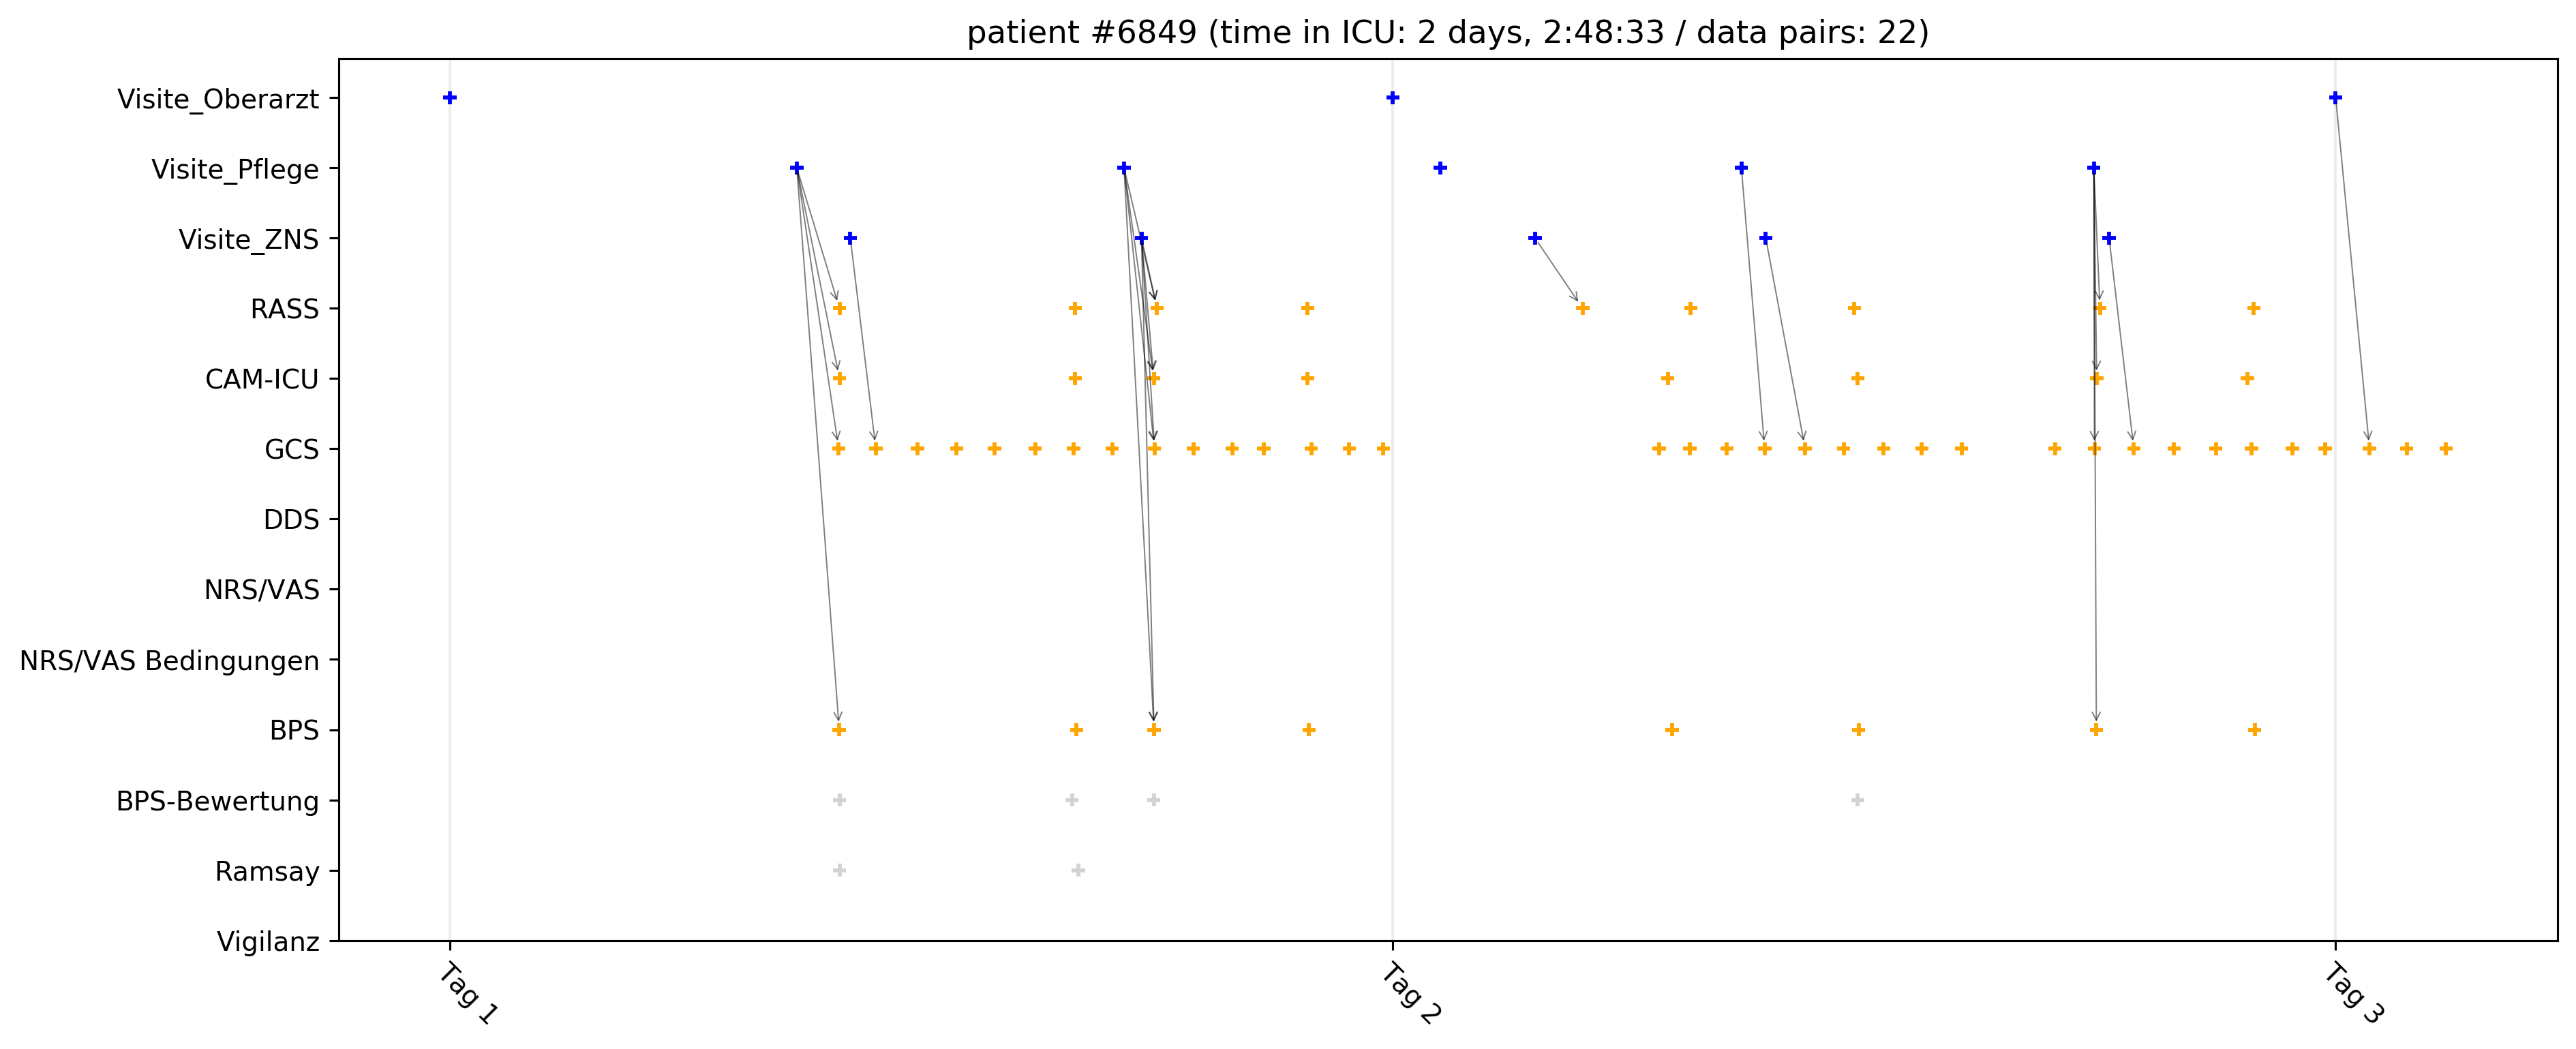 patient #6849 (time in ICU: 2 days, 2:48:33 / data pairs: 22)
Visite_Oberarzt
Visite_Pflege
Visite_ZNS
RASS
CAM-ICU
GCS
DDS
NRS/VAS
NRS/VAS Bedingungen
BPS
BPS-Bewertung
Ramsay
Vigilanz
Tag 1
Tag 2
Tag 3